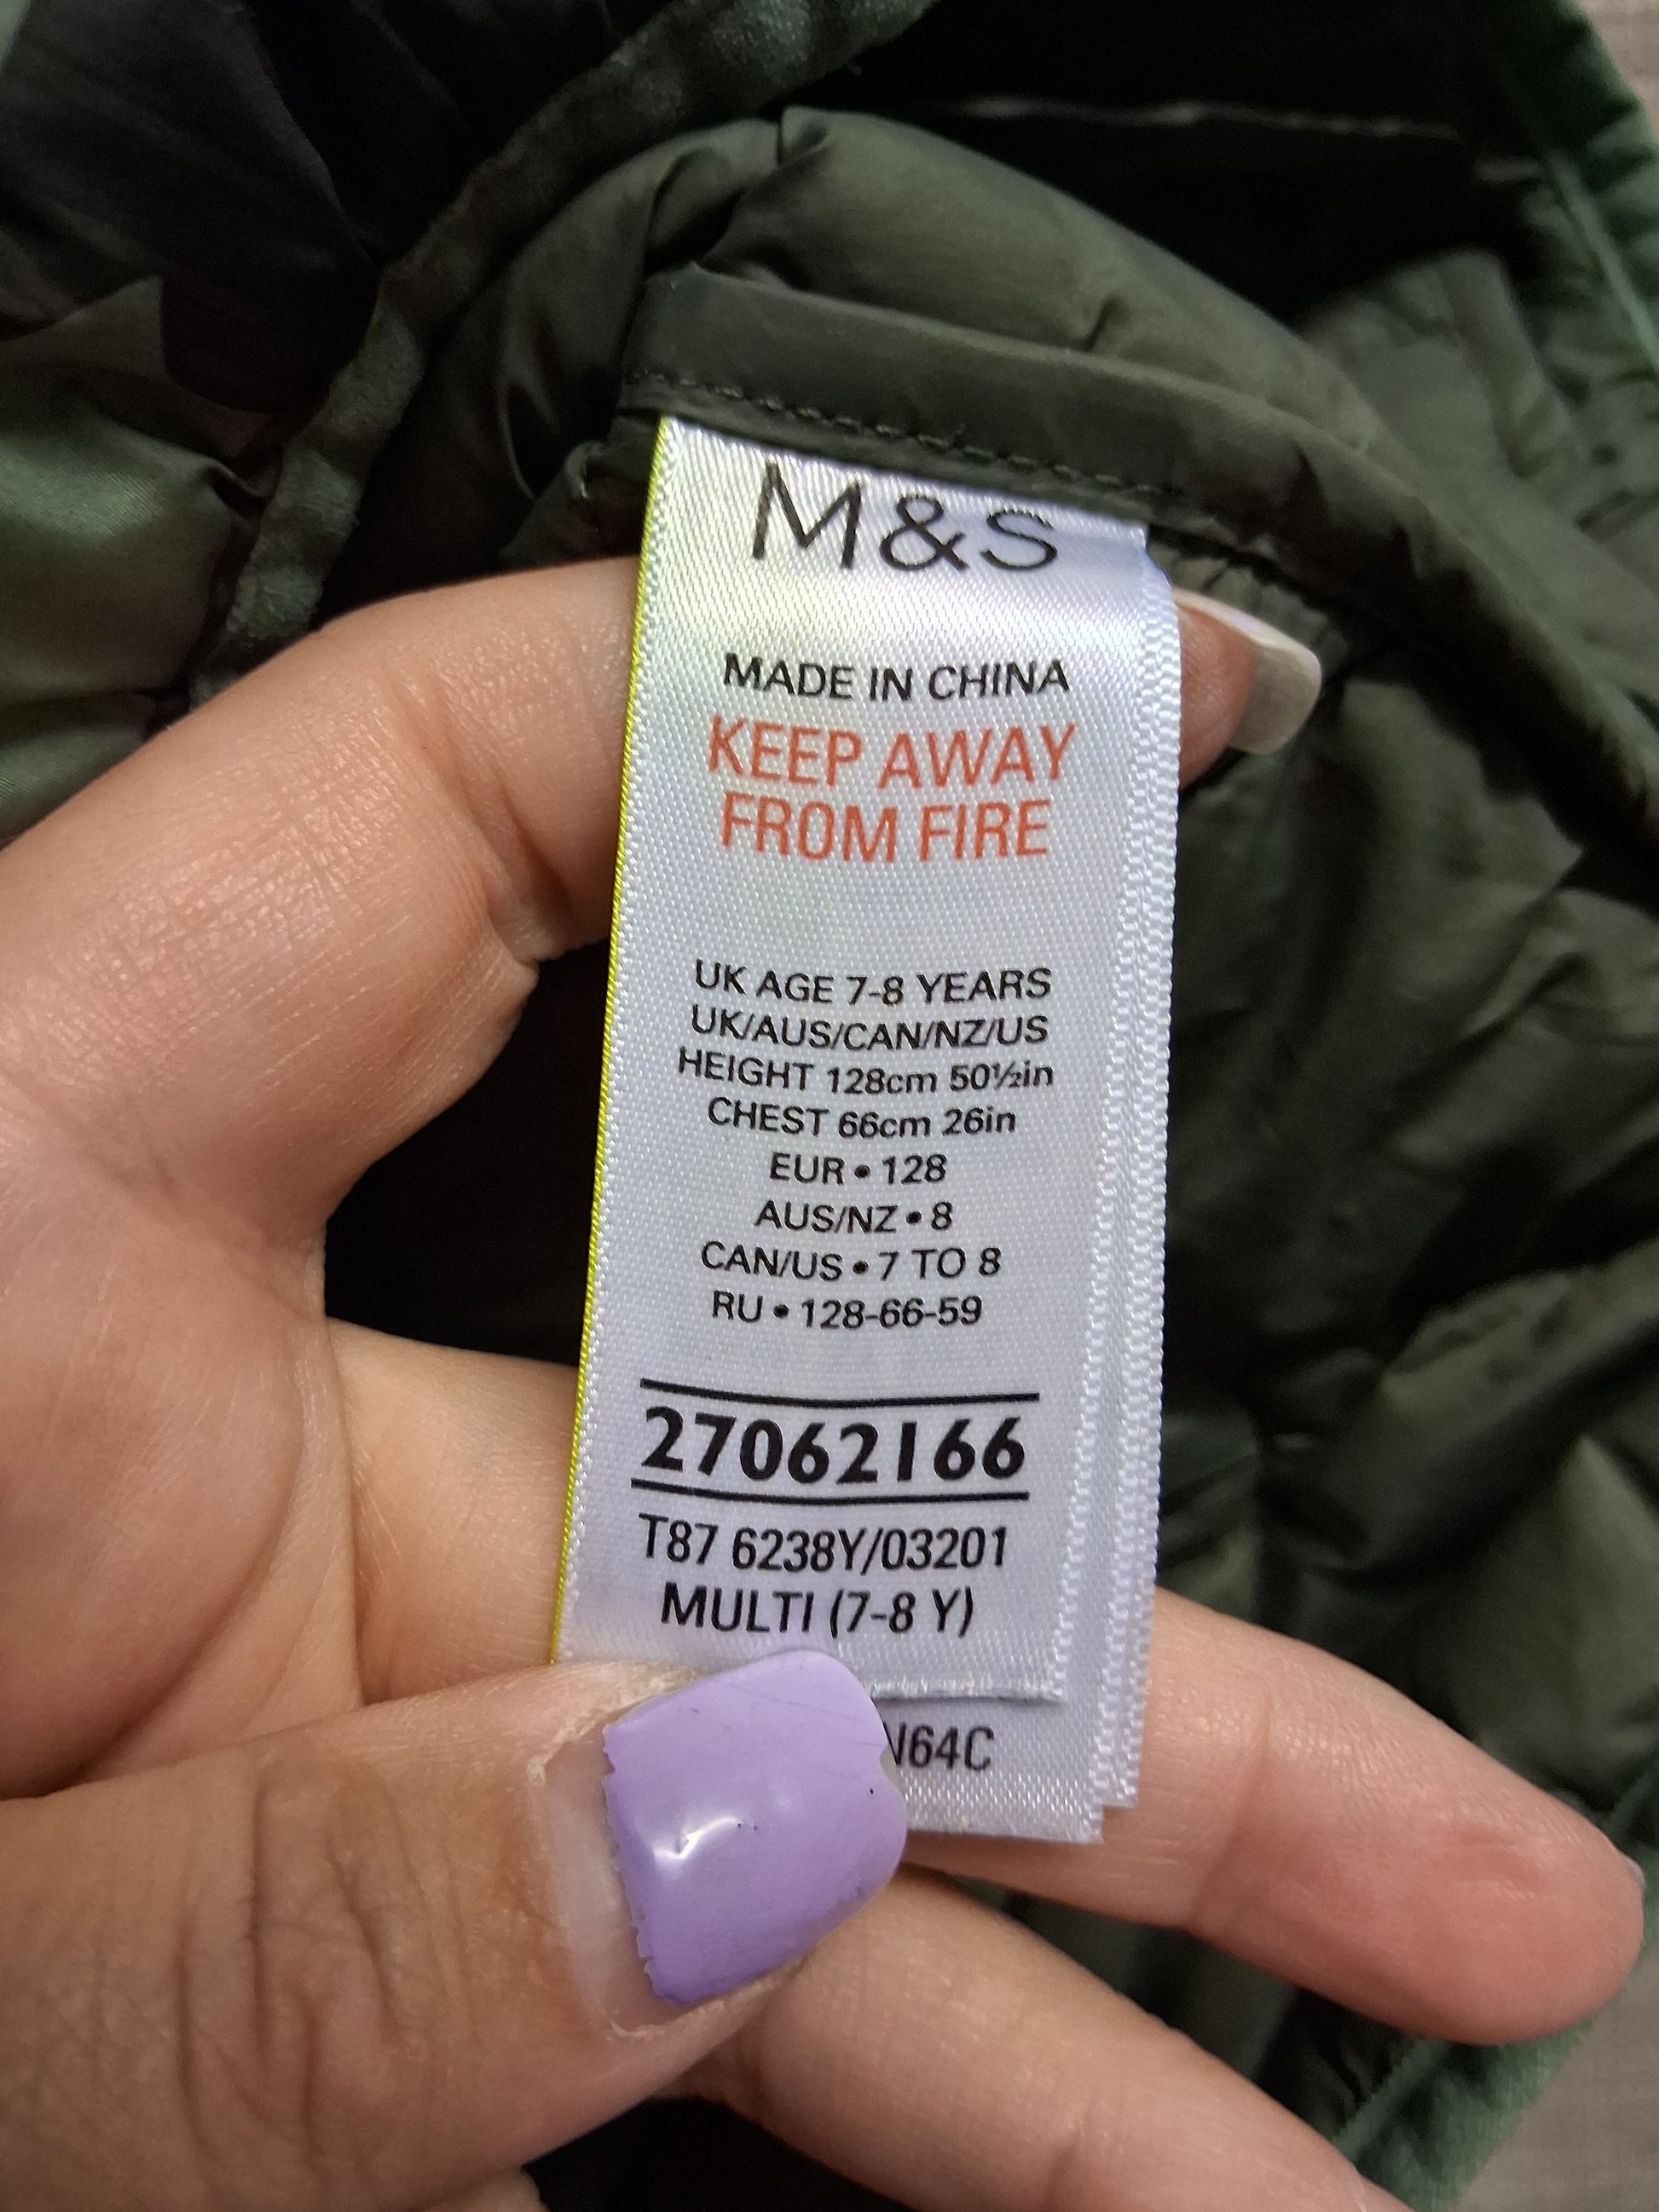 M&S
MADE IN CHINA
KEEP AWAY
FROM FIRE
UK AGE 7-8 YEARS
UK/AUS/CAN/NZ/US
HEIGHT 128cm 50½in
CHEST 66cm 26in
EUR • 128
AUS/NZ • 8
CAN/US • 7 TO 8
RU • 128-66-59
27062166
T87 6238Y/03201
MULTI (7-8 Y)